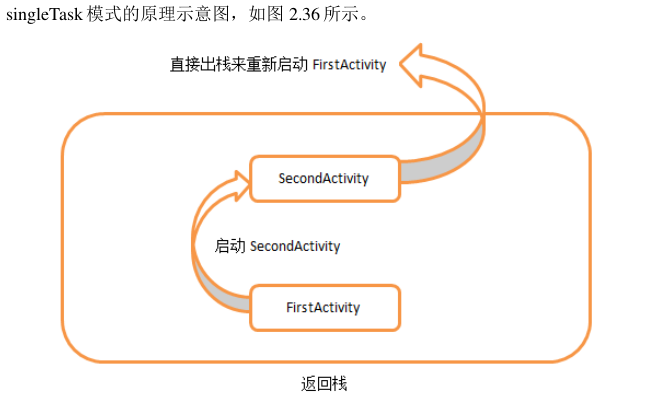 singleTask 模式的原理示意图，如图 2.36 所示。
直接出栈来重新启动 FirstActivity
SecondActivity
启动 SecondActivity
FirstActivity
返回栈